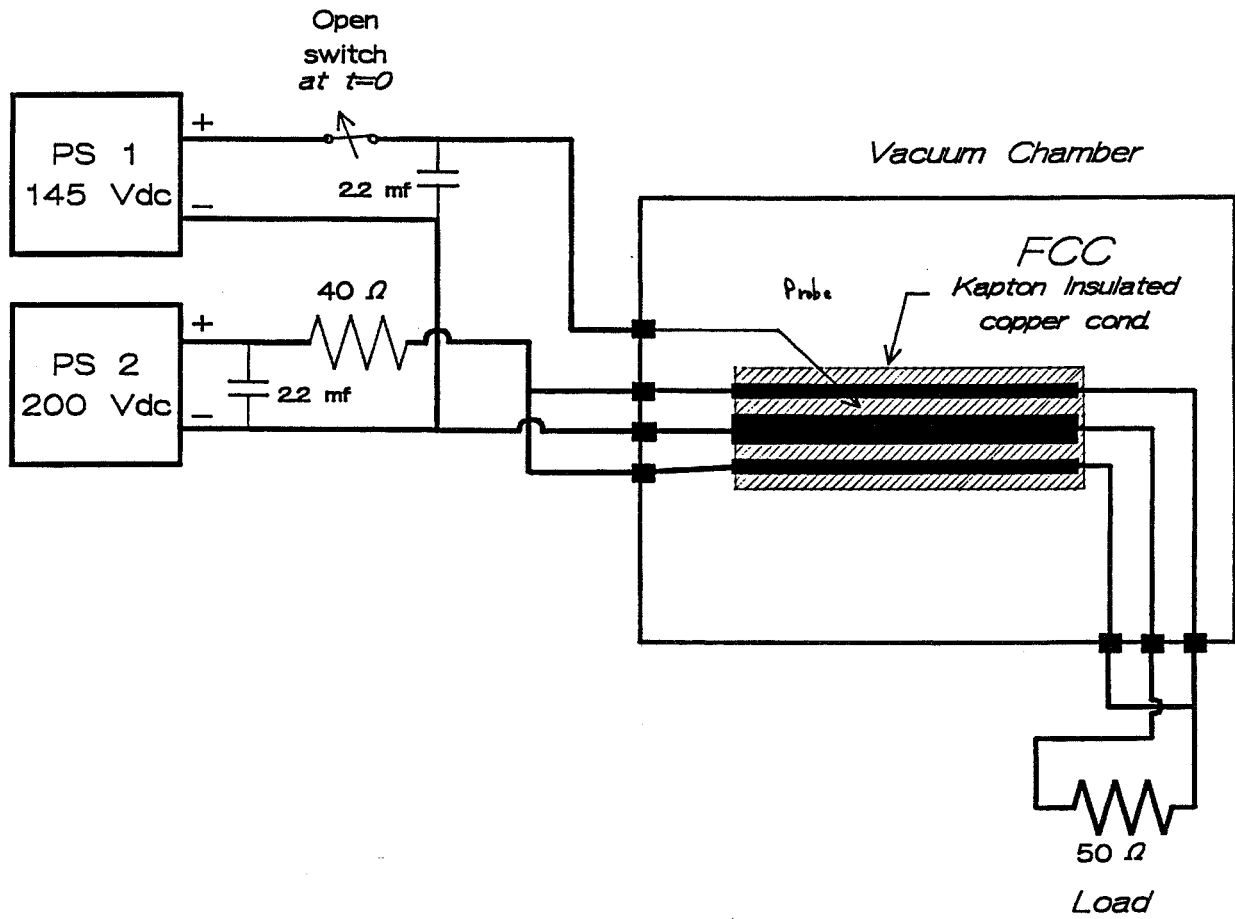 Open
switch
at t=0
+
PS 1
145 Vdc
−
2.2 mf
Vacuum Chamber
FCC
Kapton Insulated
copper cond.
Probe
40 Ω
+
PS 2
200 Vdc
−
2.2 mf
50 Ω
Load